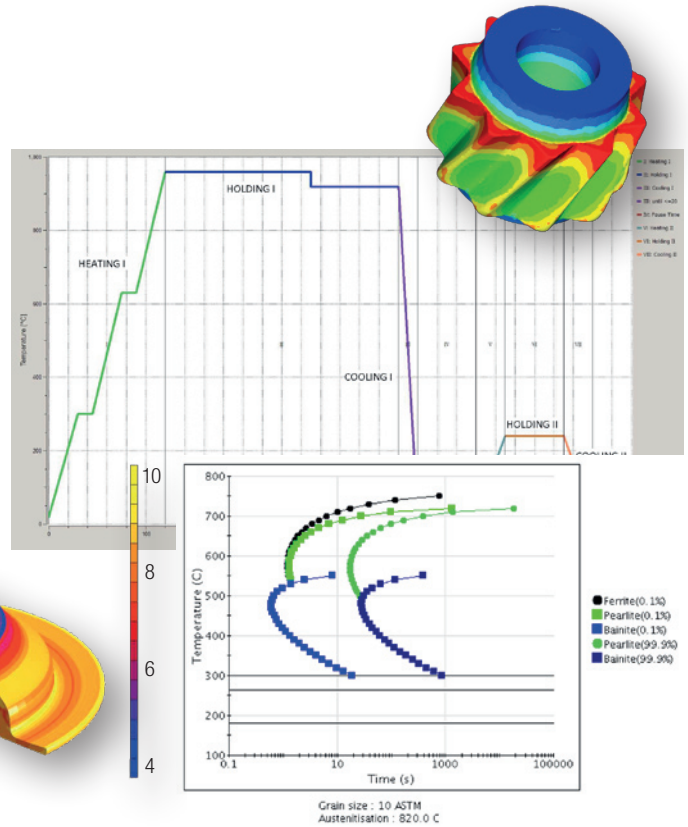 1,000
800
600
400
200
0
Temperature [°C]
HEATING I
HOLDING I
COOLING I
HOLDING II
0
100
I: Heating I
II: Holding I
III: Cooling I
IV: Pause Time
V: Heating II
VI: Holding II
VII: Cooling II
10
8
6
4
800
700
600
500
400
300
200
100
Temperature (C)
0.1
10
1000
100000
Time (s)
Ferrite(0.1%)
Pearlite(0.1%)
Bainite(0.1%)
Pearlite(99.9%)
Bainite(99.9%)
Grain size : 10 ASTM
Austenitisation : 820.0 C